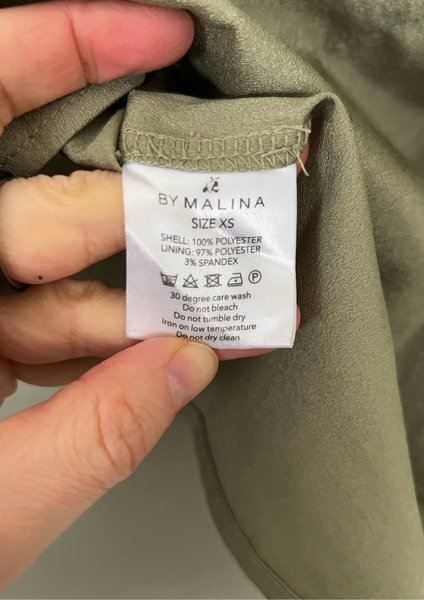 BY MALINA
SIZE XS
SHELL: 100% POLYESTER
LINING: 97% POLYESTER
3% SPANDEX
P
30 degree care wash
Do not bleach
Do not tumble dry
Iron on low temperature
Do not dry clean